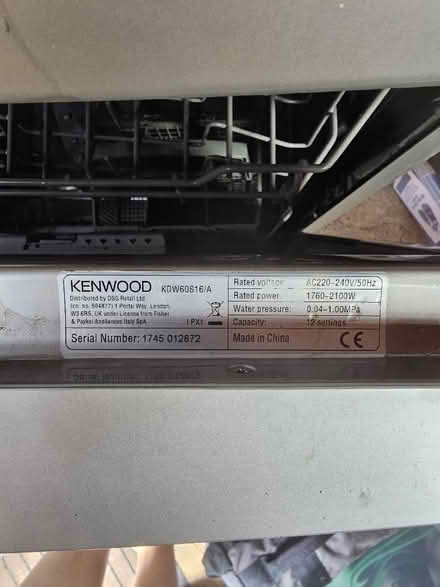 KENWOOD KDW60S16/A
Distributed by DSG Retail Ltd
(co. no. 504877) 1 Portal Way, London,
W3 6RS, UK under License from Fisher
& Paykel Appliances Italy SpA IPX1
Serial Number: 1745 012872
Rated voltage: AC220-240V/50Hz
Rated power: 1760-2100W
Water pressure: 0.04-1.00MPa
Capacity: 12 settings
Made in China CE